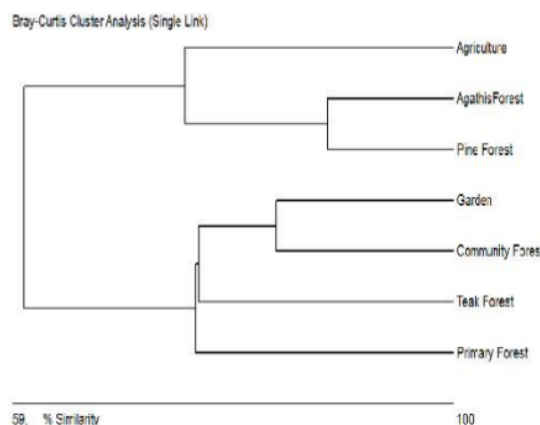 Bray-Curtis Cluster Analysis (Single Link)
Agriculture
AgathisForest
Pine Forest
Garden
Community Fores
Teak Forest
Primary Forest
59. % Similarity 100